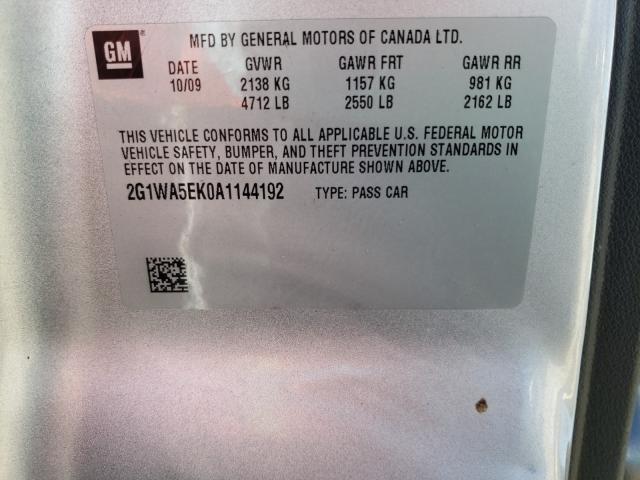 GM
MFD BY GENERAL MOTORS OF CANADA LTD.
DATE GVWR GAWR FRT GAWR RR
10/09 2138 KG 1157 KG 981 KG
4712 LB 2550 LB 2162 LB
THIS VEHICLE CONFORMS TO ALL APPLICABLE U.S. FEDERAL MOTOR
VEHICLE SAFETY, BUMPER, AND THEFT PREVENTION STANDARDS IN
EFFECT ON THE DATE OF MANUFACTURE SHOWN ABOVE.
2G1WA5EK0A1144192 TYPE: PASS CAR